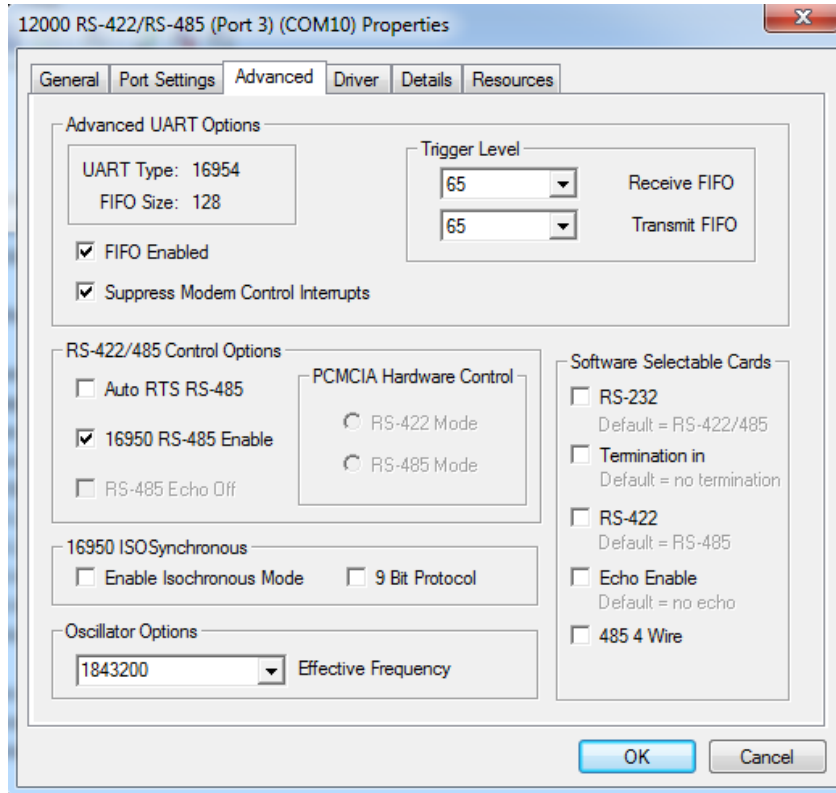 12000 RS-422/RS-485 (Port 3) (COM10) Properties
General Port Settings Advanced Driver Details Resources
Advanced UART Options
UART Type: 16954
FIFO Size: 128
Trigger Level
65 Receive FIFO
65 Transmit FIFO
FIFO Enabled
Suppress Modem Control Interrupts
RS-422/485 Control Options
Auto RTS RS-485
16950 RS-485 Enable
RS-485 Echo Off
PCMCIA Hardware Control
RS-422 Mode
RS-485 Mode
Software Selectable Cards
RS-232
Default = RS-422/485
Termination in
Default = no termination
RS-422
Default = RS-485
Echo Enable
Default = no echo
485 4 Wire
16950 ISOSynchronous
Enable Isochronous Mode 9 Bit Protocol
Oscillator Options
1843200 Effective Frequency
OK Cancel